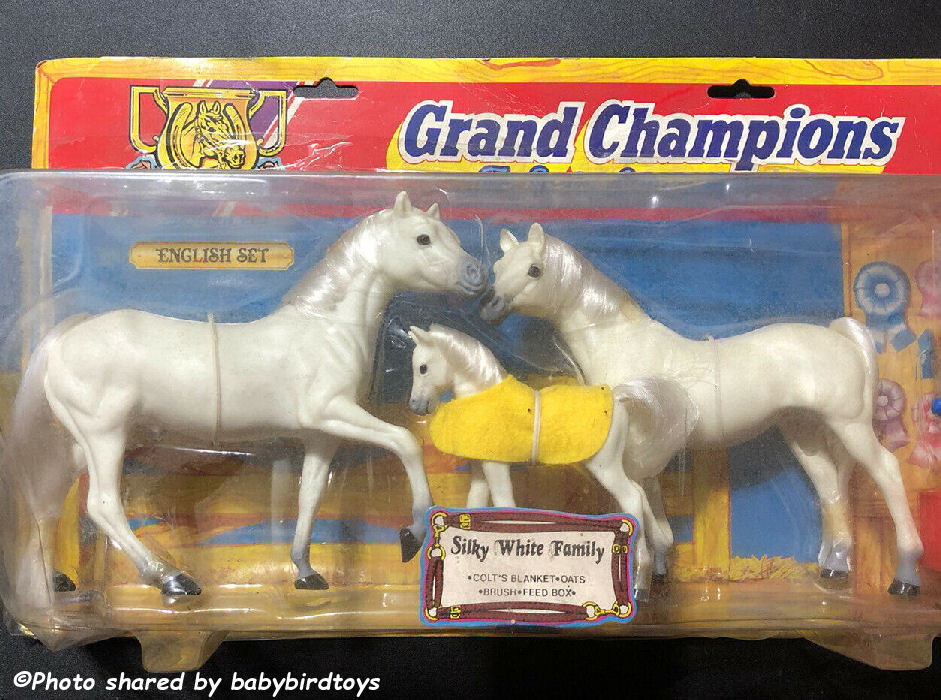 Grand Champions
ENGLISH SET
Silky White Family
•COLT'S BLANKET•OATS
•BRUSH•FEED BOX•
©Photo shared by babybirdtoys